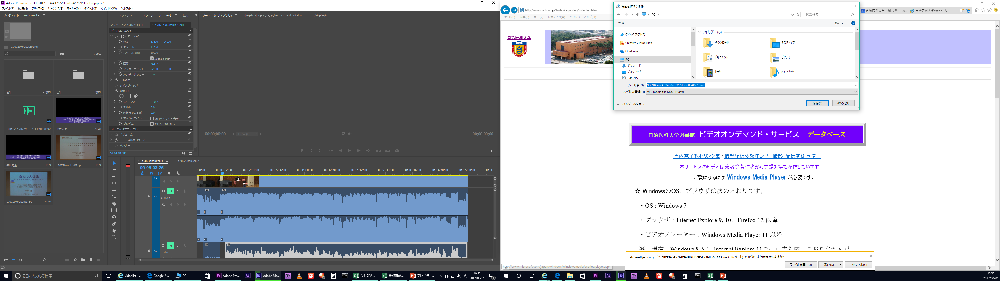 Adobe Premiere Pro CC 2017 - F:¥★170729koukai¥170729koukai.prproj *
ファイル(F) 編集(E) クリップ(C) シーケンス(S) マーカー(M) タイトル(T) ウィンドウ(W) ヘルプ(H)
プロジェクト: 170729koukai
170729koukai.prproj
7 項目
前半 5 項目
後半 4 項目
T001_20170729... 4:48:48:38592
中村先生 4:29
春山先生 4:29
170729koukai02.jpg 4:29
170729koukai01.jpg 4:29
エフェクト
エフェクトコントロール
ヒス
マスター * 2017072913240...
170731koukai01 * 201...
ビデオエフェクト
fx モーション
位置 676.0 540.0
スケール 116.0
スケール (幅) 100.0
縦横比を固定
回転 -1.5 °
アンカーポイント 720.0 540.0
アンチフリッカー 0.00
fx 不透明度
fx タイムリマップ
fx 基本3D
スウィベル -5.0 °
チルト 0.0
画像までの距離 0.0
鏡面ハイライト 鏡面ハイライト表示
プレビュー プレビュー ワイヤーフレーム...
オーディオエフェクト
fx ボリューム
fx チャンネルボリューム
fx パンナー
00:08:03:25
ソース : (クリップなし)
オーディオトラックミキサー: 170731koukai01
メタデータ
00;00;00;00
1 ページ
00;00;00;00
170731koukai01
170729koukai02
00:08:03:25
:00:00 00:08:32:00 00:17:04:00 00:25:36:00 00:34:08:00 00:42:40:00 00:51:12:00 00:59:44:00 01:08:16:00 01:16:48:00 01:25:20:00 01:33
V1
A1 M S
Audio 1
A2 M S
Audio 2
ここに入力して検索
videolist - ...
Google カ...
PC
Adobe Pre...
Adobe Me...
【7月報告...
業務確認...
プレゼンテー...
A
10:50
2017/08/01
http://www.jichi.ac.jp/toshokan/video/videolist.html
ファイル(F) 編集(E) 表示(V) お気に入り(A) ツール(T) ヘルプ(H)
自治医科大学 - カレンダー - 20...
自治医科大学Webメール
自治医科大学
名前を付けて保存
PC
PCの検索
整理
クイック アクセス
Creative Cloud Files
OneDrive
PC
ダウンロード
デスクトップ
ドキュメント
フォルダー (6)
ダウンロード
デスクトップ
ドキュメント
ピクチャ
ビデオ
ミュージック
ファイル名(N): 9B9946457AB94B07CB205F53608A0773.asx
ファイルの種類(T): VLC media file (.asx) (*.asx)
フォルダーの非表示
保存(S)
キャンセル
自治医科大学図書館 ビデオオンデマンド・サービス データベース
学内電子教材リンク集 / 撮影配信依頼申込書・撮影・配信関係承諾書
本サービスのビデオは演者等著作者から許諾を得て配信しています
ご覧になるには Windows Media Player が必要です。
☆ WindowsのOS、ブラウザは次のとおりです。
・OS : Windows 7
・ブラウザ : Internet Explore 9, 10、Firefox 12 以降
・ビデオプレーヤー : Windows Media Player 11 以降
※ 現在、Windows 8, 8.1, Internet Explore 11では正式対応しておりませんが
stream0.jichi.ac.jp から 9B9946457AB94B07CB205F53608A0773.asx (116 バイト) を開くか、または保存しますか?
ファイルを開く(O)
保存(S)
キャンセル(C)
http://www.microsoft.com/japan/windows/windowsmedia/9series/player.aspx
10:50
2017/08/01